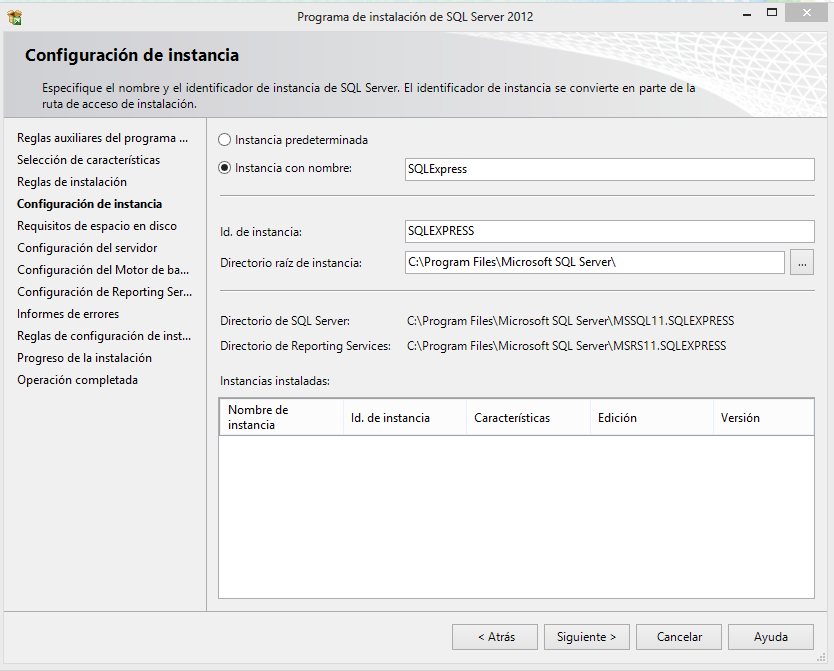 Programa de instalación de SQL Server 2012
Configuración de instancia
Especifique el nombre y el identificador de instancia de SQL Server. El identificador de instancia se convierte en parte de la
ruta de acceso de instalación.
Reglas auxiliares del programa ...
Selección de características
Reglas de instalación
Configuración de instancia
Requisitos de espacio en disco
Configuración del servidor
Configuración del Motor de ba...
Configuración de Reporting Ser...
Informes de errores
Reglas de configuración de inst...
Progreso de la instalación
Operación completada
Instancia predeterminada
Instancia con nombre: SQLExpress
Id. de instancia: SQLEXPRESS
Directorio raíz de instancia: C:\Program Files\Microsoft SQL Server\ ...
Directorio de SQL Server: C:\Program Files\Microsoft SQL Server\MSSQL11.SQLEXPRESS
Directorio de Reporting Services: C:\Program Files\Microsoft SQL Server\MSRS11.SQLEXPRESS
Instancias instaladas:
Nombre de
instancia
Id. de instancia Características Edición Versión
< Atrás Siguiente > Cancelar Ayuda